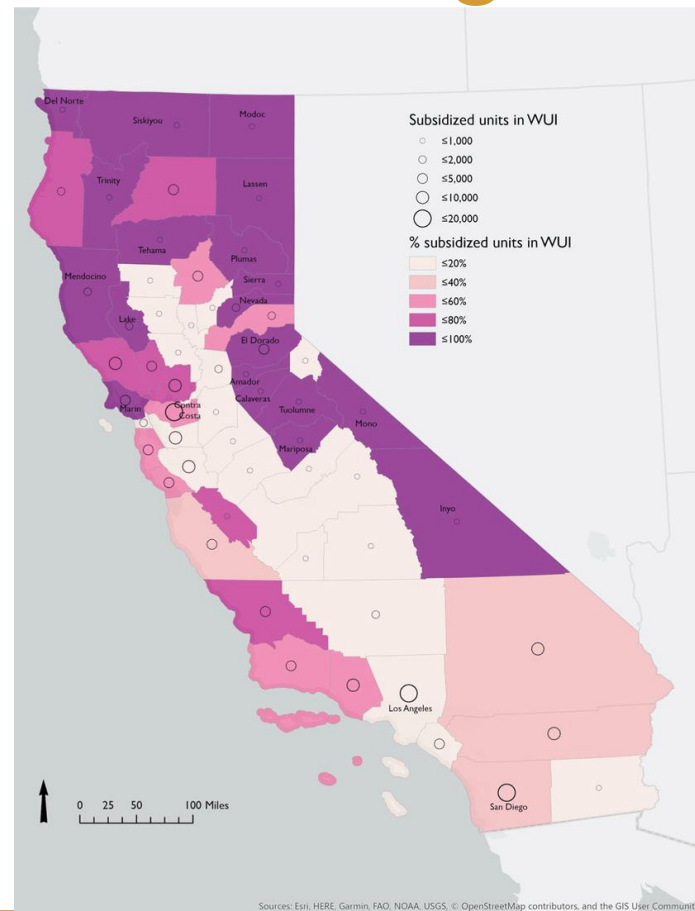 Del Norte
Siskiyou
Modoc
Trinity
Lassen
Tehama
Plumas
Mendocino
Sierra
Nevada
Lake
El Dorado
Amador
Calaveras
Marin
Contra
Costa
Tuolumne
Mono
Mariposa
Inyo
Los Angeles
San Diego
Subsidized units in WUI
≤1,000
≤2,000
≤5,000
≤10,000
≤20,000
% subsidized units in WUI
≤20%
≤40%
≤60%
≤80%
≤100%
0 25 50 100 Miles
Sources: Esri, HERE, Garmin, FAO, NOAA, USGS, © OpenStreetMap contributors, and the GIS User Communit